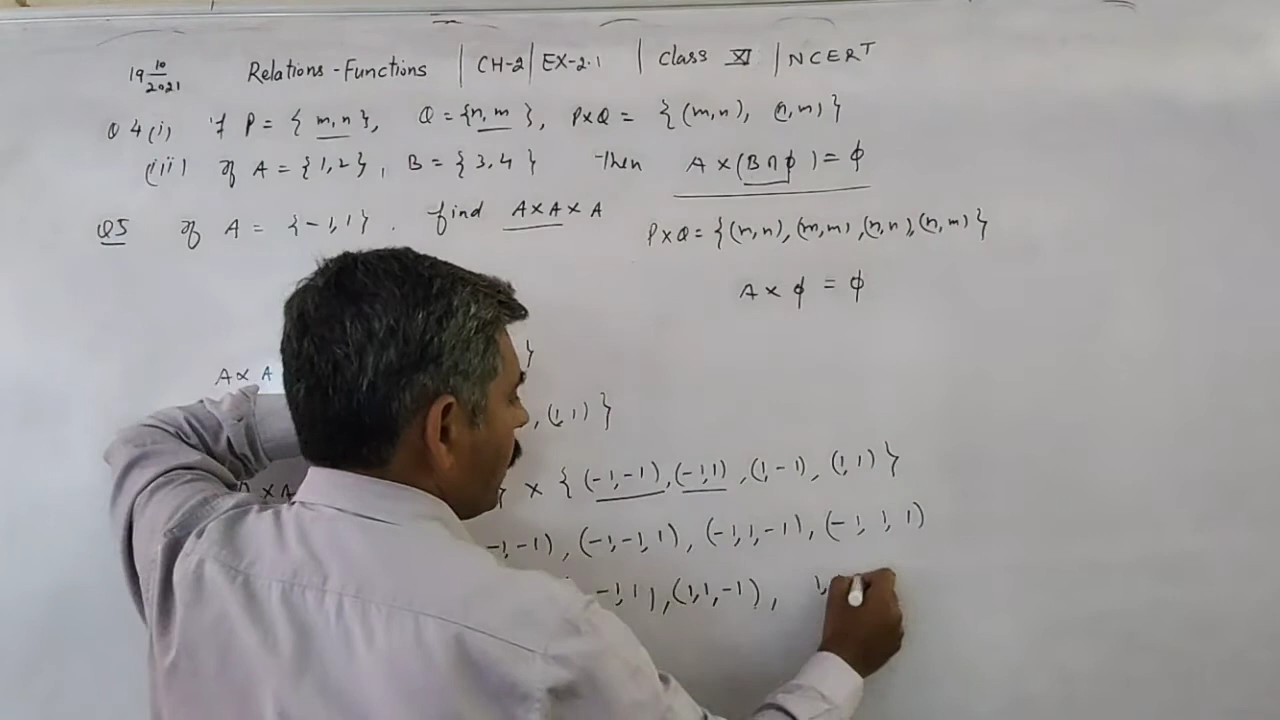 19 10/2021 Relations-Functions | CH-2 | EX-2.1 | Class XI | NCERT
Q 4 (i) If P = { m, n }, Q = { n, m }, P×Q = { (m,n), (n,m) }
(iii) If A = { 1, 2 }, B = { 3, 4 } Then A × (B ∩ ϕ) = ϕ
Q5 If A = { -1, 1 }. find A×A×A
P×Q = { (m,n), (m,m), (n,n), (n,m) }
A × ϕ = ϕ
}
A× A
, (1, 1) }
×A } × { (-1,-1), (-1,1), (1,-1), (1,1) }
-1,-1), (-1,-1,1), (-1,1,-1), (-1, 1, 1)
-1,1), (1,1,-1), 1,